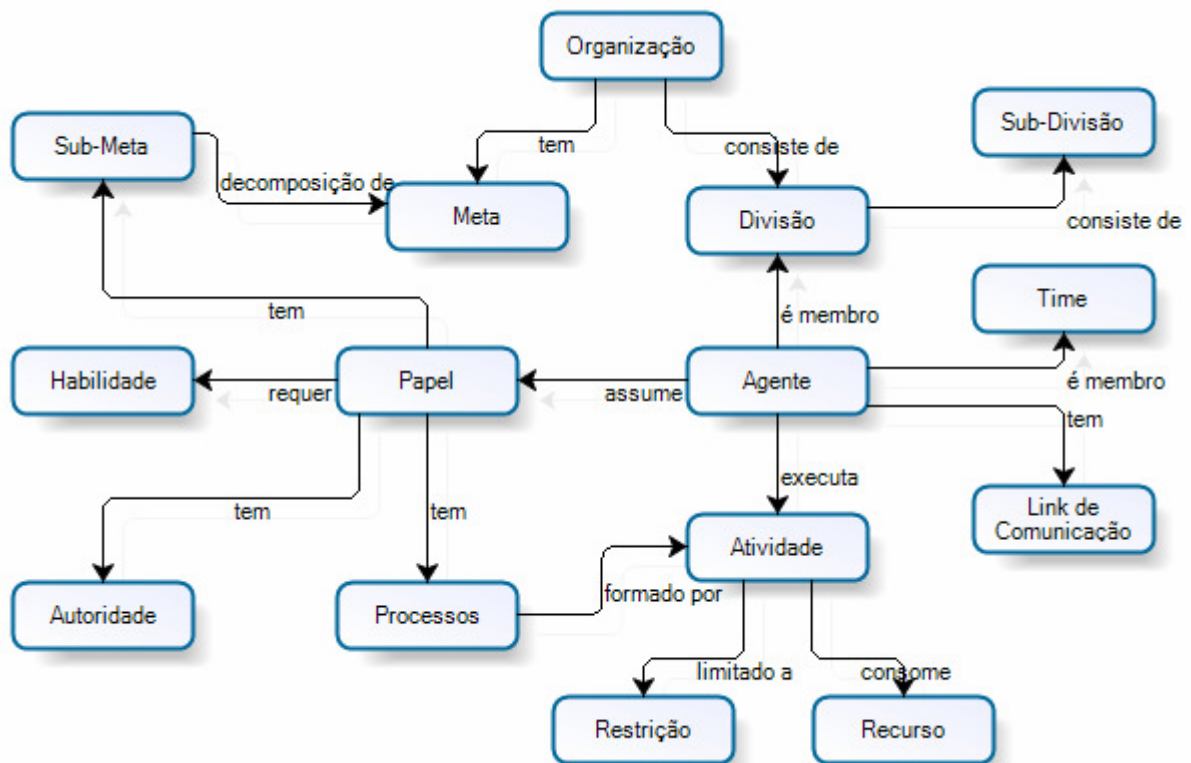 Organização
Sub-Divisão
Sub-Meta
tem
consiste de
decomposição de
Meta
Divisão
consiste de
Time
tem
é membro
Habilidade
requer
Papel
assume
Agente
é membro
tem
executa
tem
tem
Link de
Comunicação
Atividade
formado por
Autoridade
Processos
limitado a
consome
Restrição
Recurso